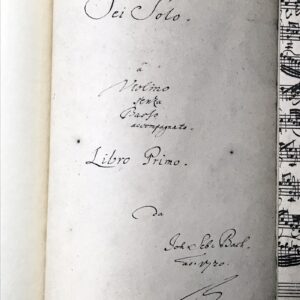 Sei Solo.
â
Violino
senza
Basso
accompagnato.
Libro Primo.
da
Joh. Seb. Bach.
ao. 1720.